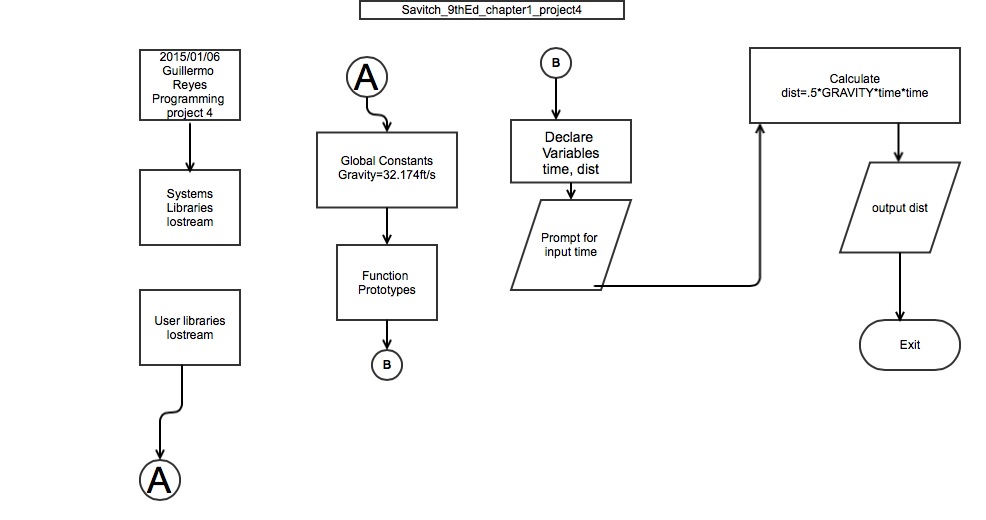 Savitch_9thEd_chapter1_project4
2015/01/06
Guillermo
Reyes
Programming
project 4
Systems
Libraries
Iostream
User libraries
Iostream
A
A
Global Constants
Gravity=32.174ft/s
Function
Prototypes
B
B
Declare
Variables
time, dist
Prompt for
input time
Calculate
dist=.5*GRAVITY*time*time
output dist
Exit